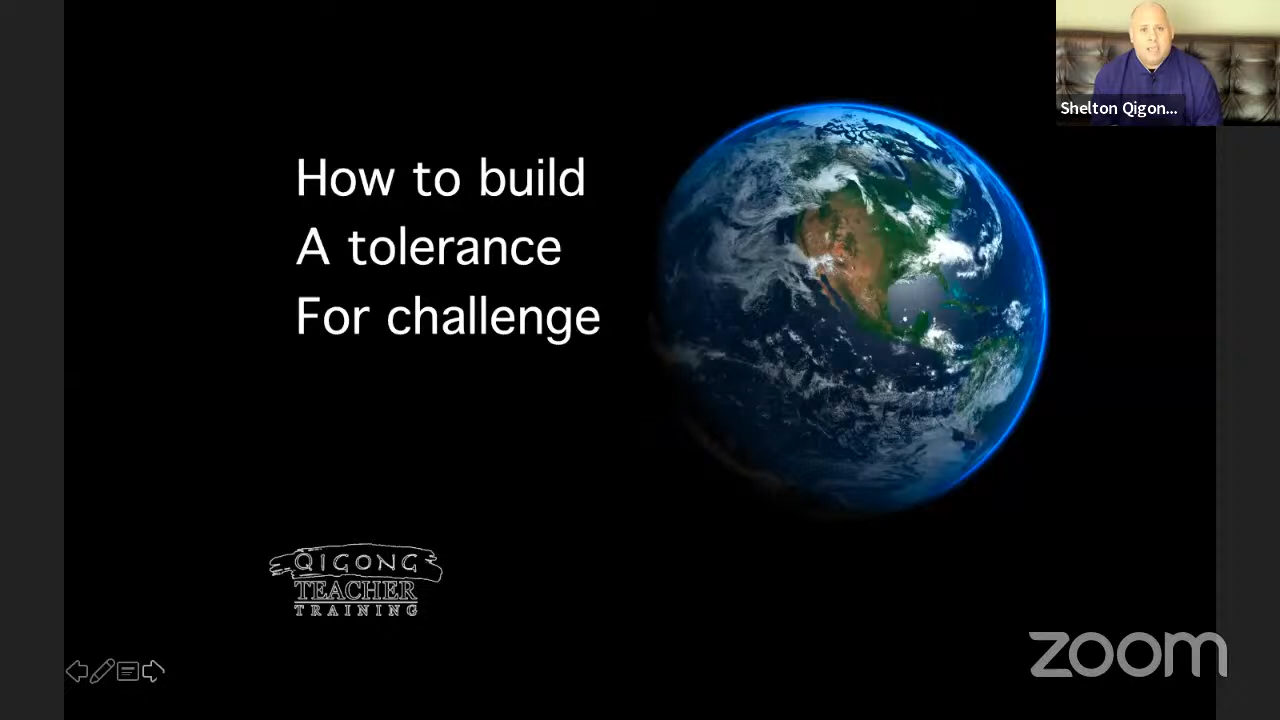 Shelton Qigon...
How to build
A tolerance
For challenge
QIGONG
TEACHER
TRAINING
zoom